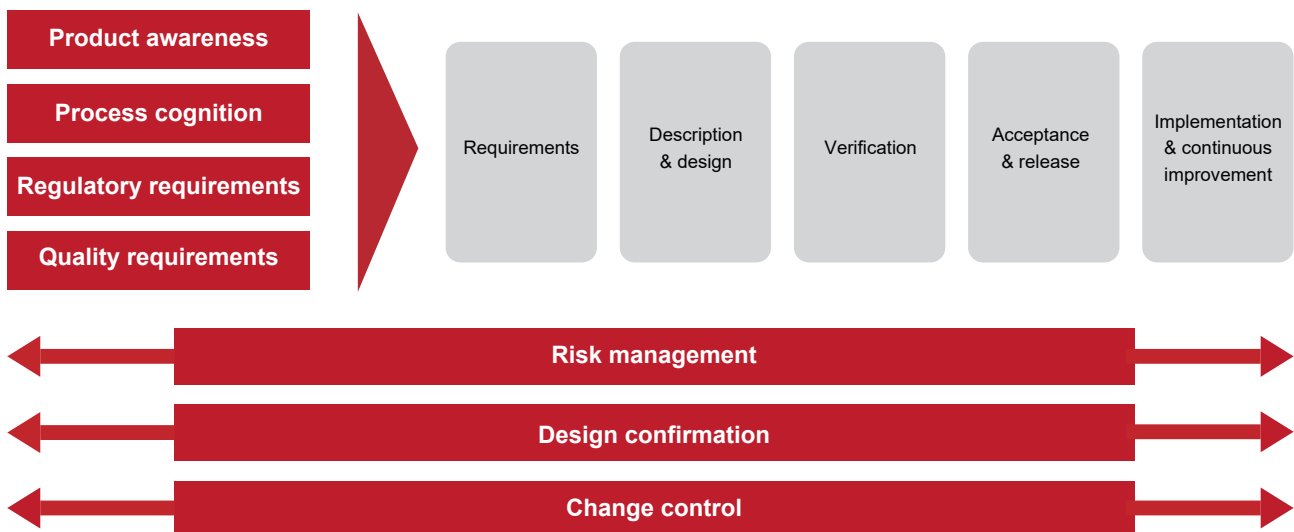 Product awareness
Process cognition
Regulatory requirements
Quality requirements
Requirements
Description
& design
Verification
Acceptance
& release
Implementation
& continuous
improvement
Risk management
Design confirmation
Change control